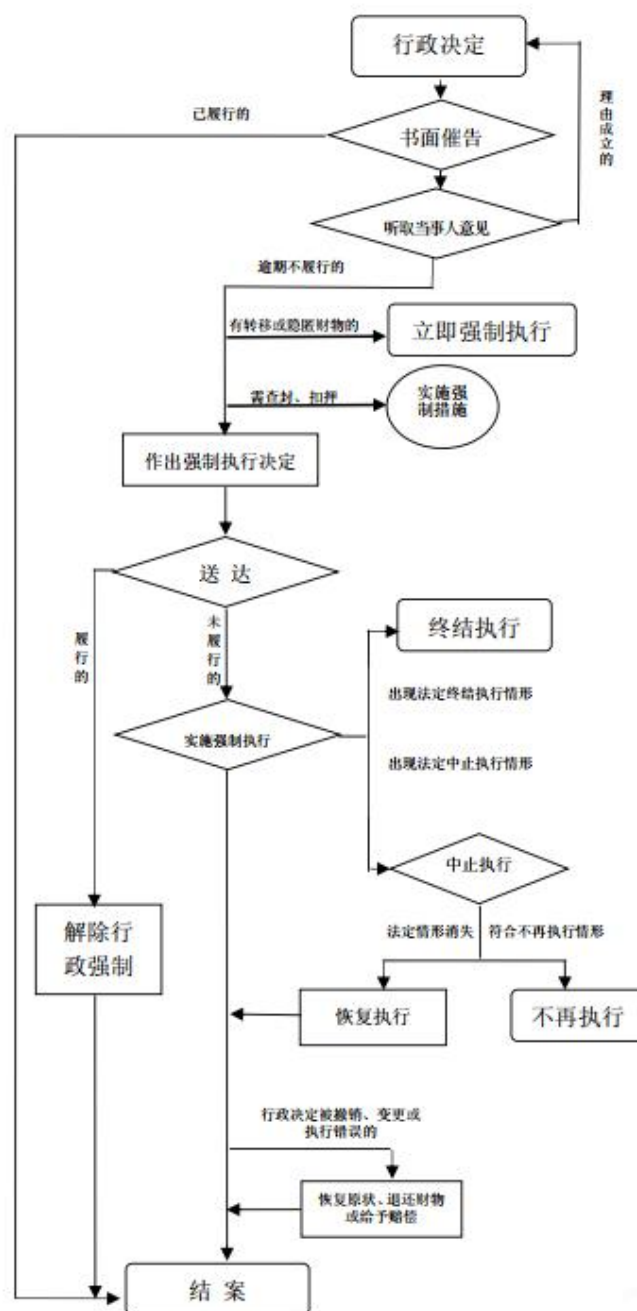 行政决定
已履行的
理由成立的
书面催告
听取当事人意见
逾期不履行的
有转移或隐匿财物的
立即强制执行
需查封、扣押
实施强
制措施
作出强制执行决定
送 达
履行的
未履行的
终结执行
出现法定终结执行情形
实施强制执行
出现法定中止执行情形
中止执行
解除行
政强制
法定情形消失
符合不再执行情形
恢复执行
不再执行
行政决定被撤销、变更或
执行错误的
恢复原状、退还财物
或给予赔偿
结 案